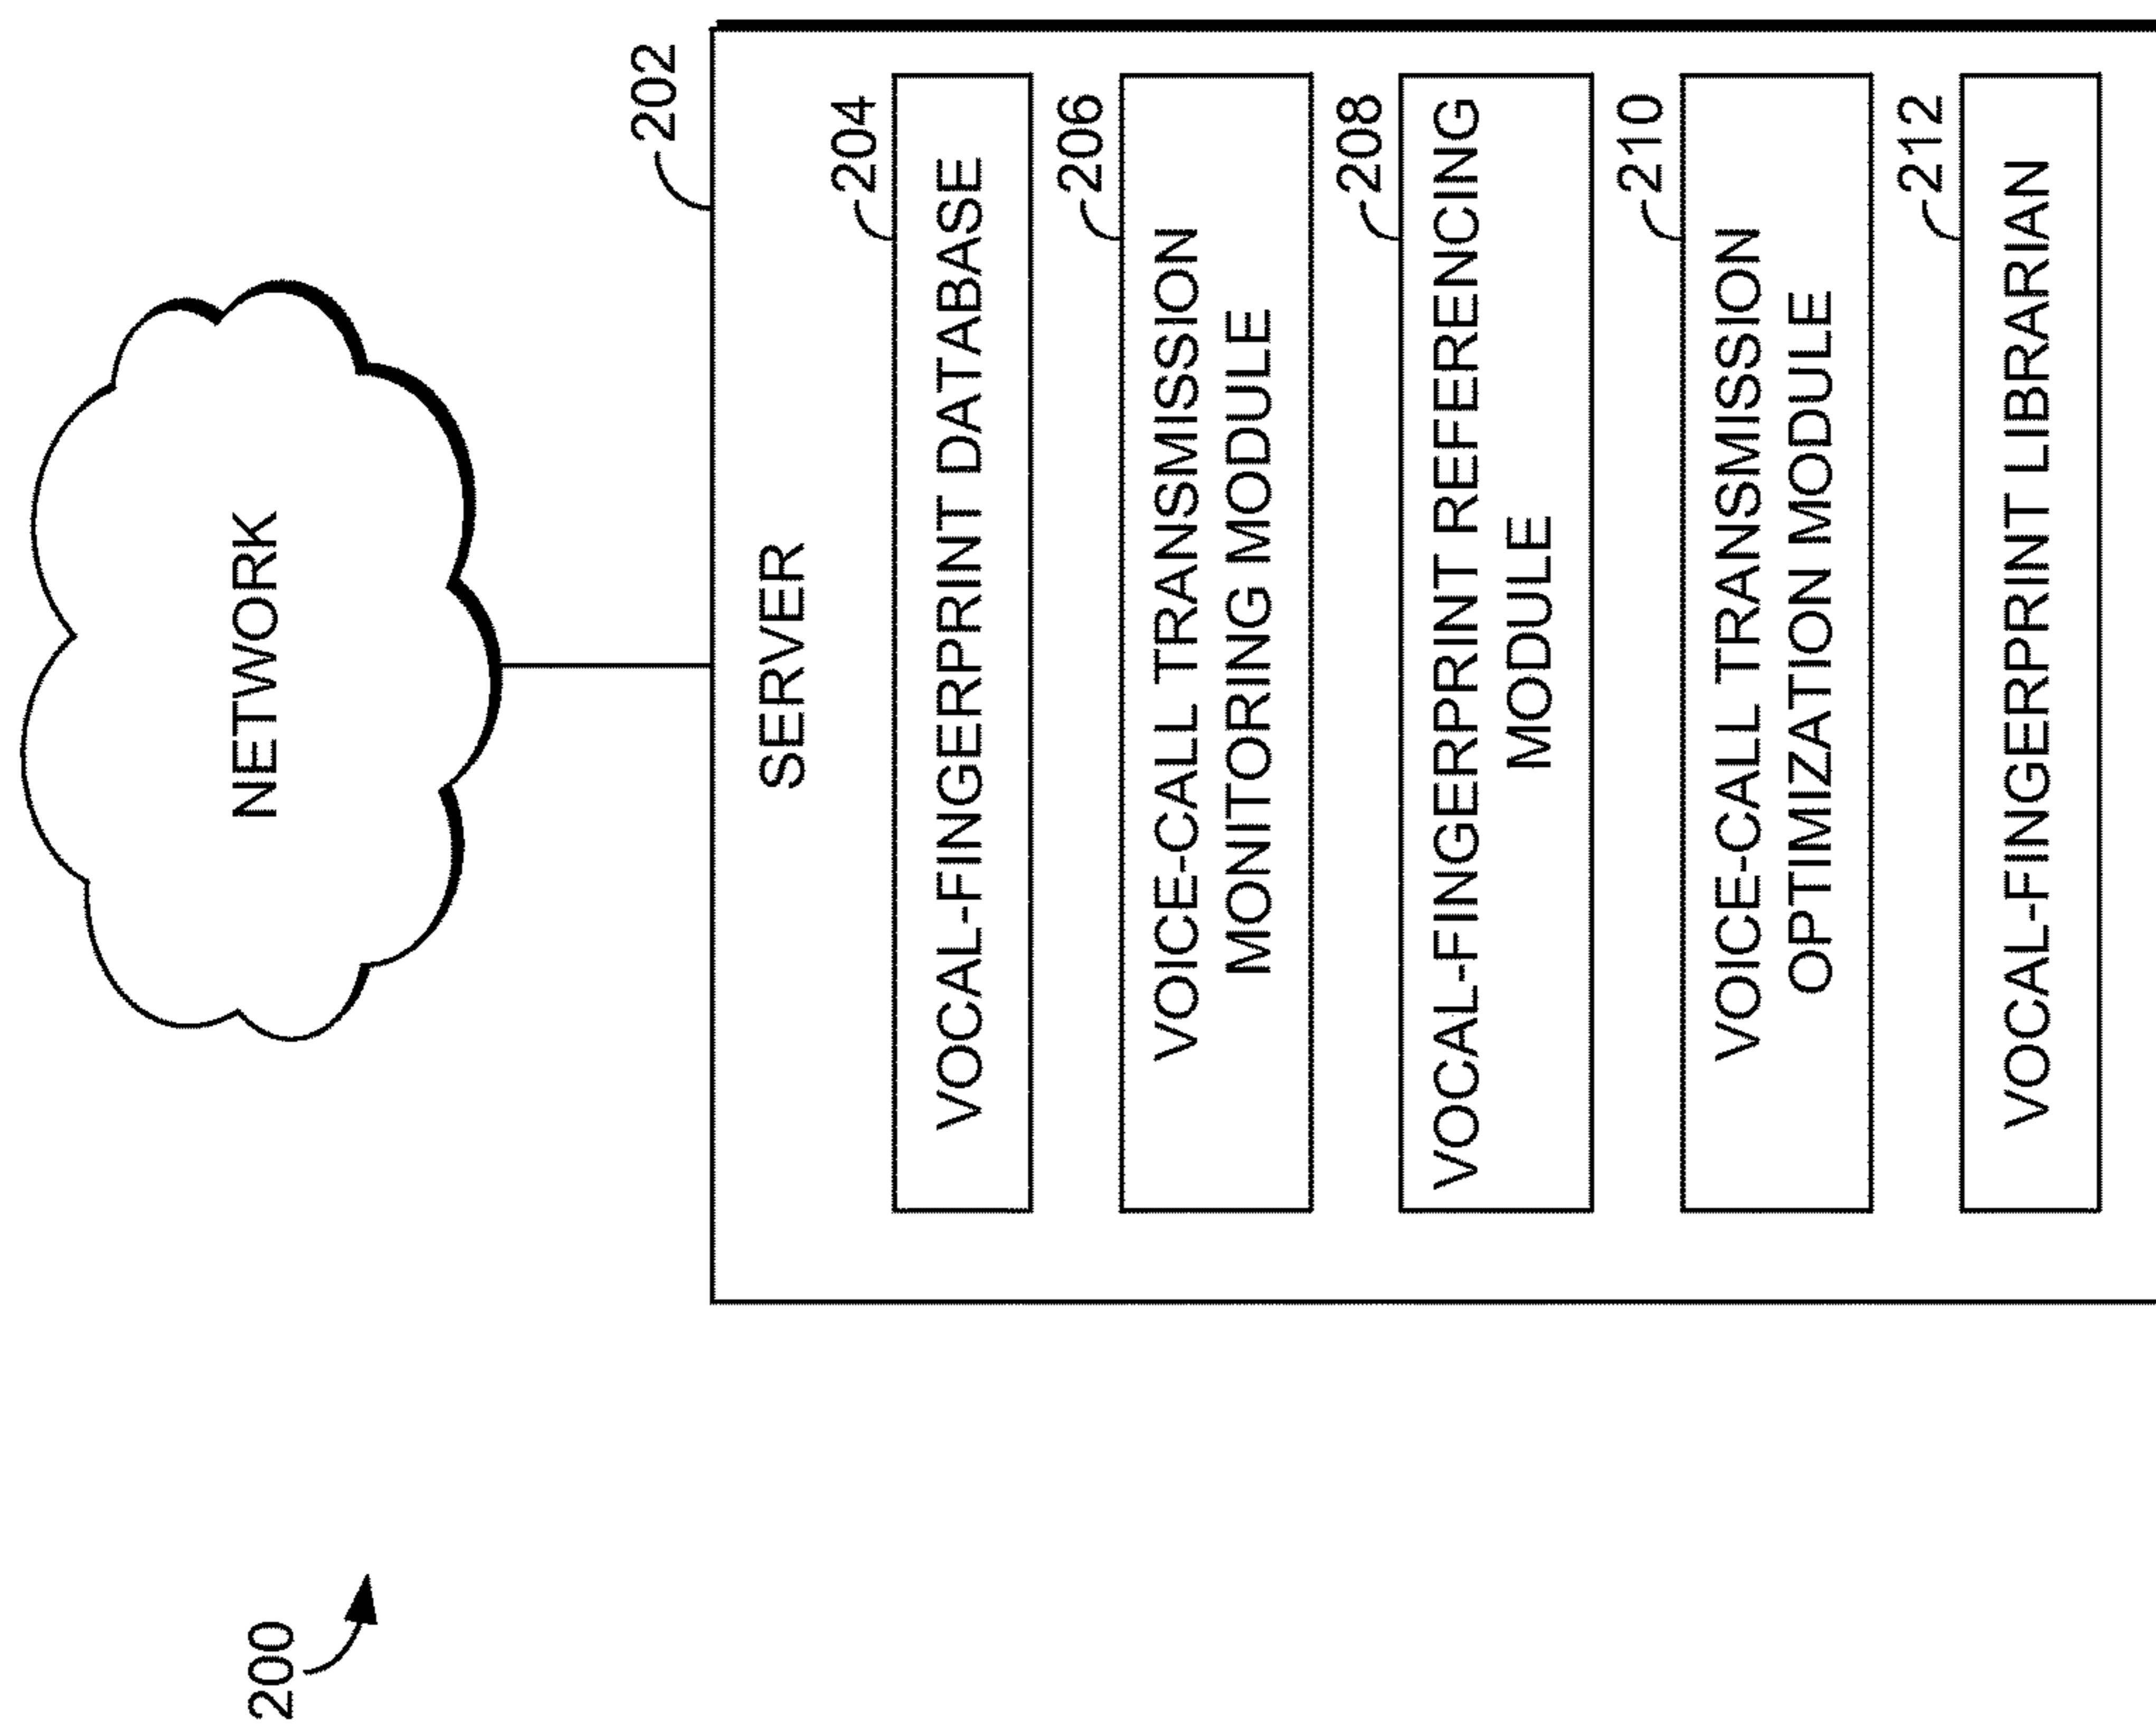 200
NETWORK
202
SERVER
204
VOCAL-FINGERPRINT DATABASE
206
VOICE-CALL TRANSMISSION
MONITORING MODULE
208
VOCAL-FINGERPRINT REFERENCING
MODULE
210
VOICE-CALL TRANSMISSION
OPTIMIZATION MODULE
212
VOCAL-FINGERPRINT LIBRARIAN